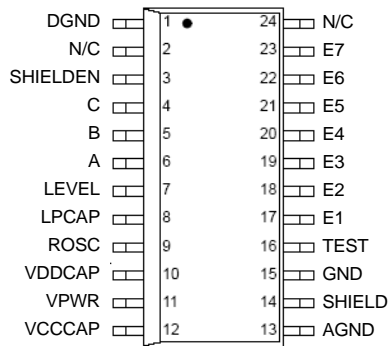 DGND 1 24 N/C
N/C 2 23 E7
SHIELDEN 3 22 E6
C 4 21 E5
B 5 20 E4
A 6 19 E3
LEVEL 7 18 E2
LPCAP 8 17 E1
ROSC 9 16 TEST
VDDCAP 10 15 GND
VPWR 11 14 SHIELD
VCCCAP 12 13 AGND